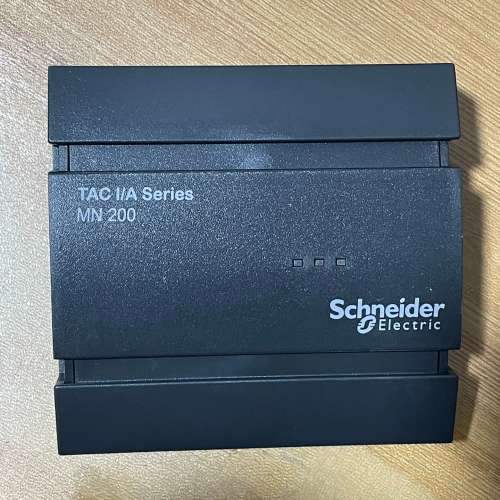 TAC I/A Series
MN 200
Schneider
Electric